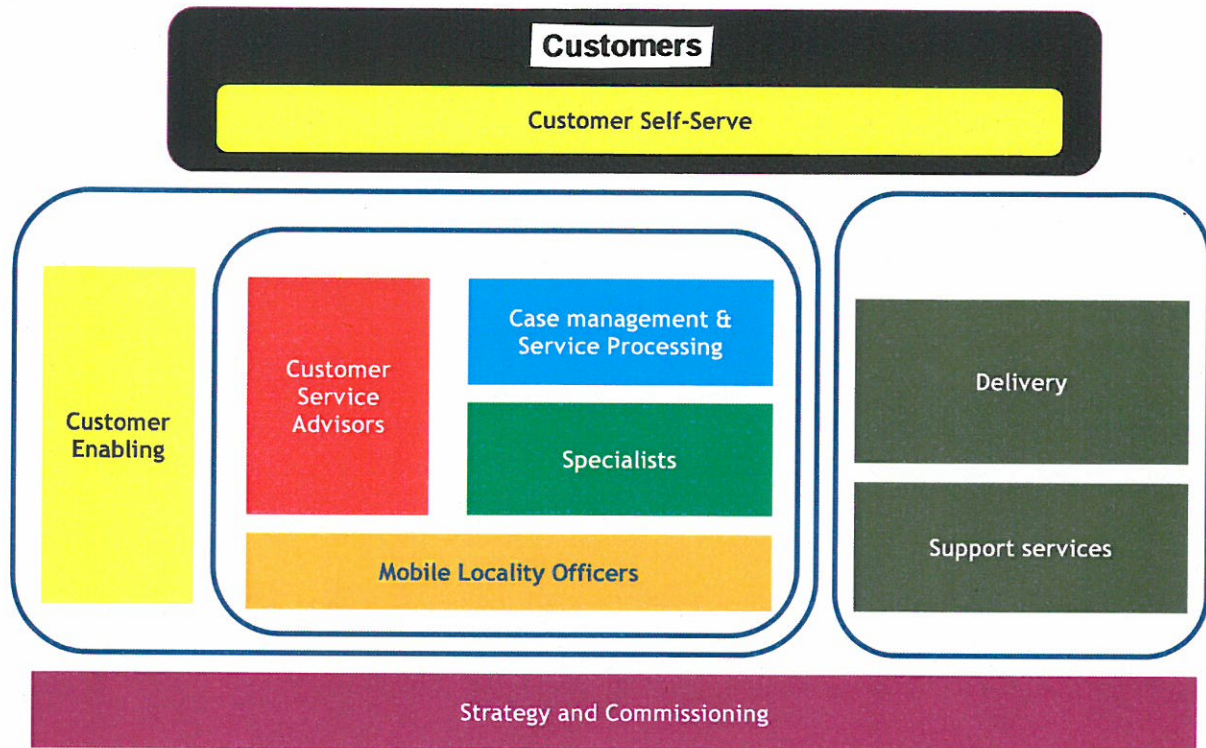 Customers
Customer Self-Serve
Customer
Enabling
Customer
Service
Advisors
Case management &
Service Processing
Specialists
Mobile Locality Officers
Delivery
Support services
Strategy and Commissioning